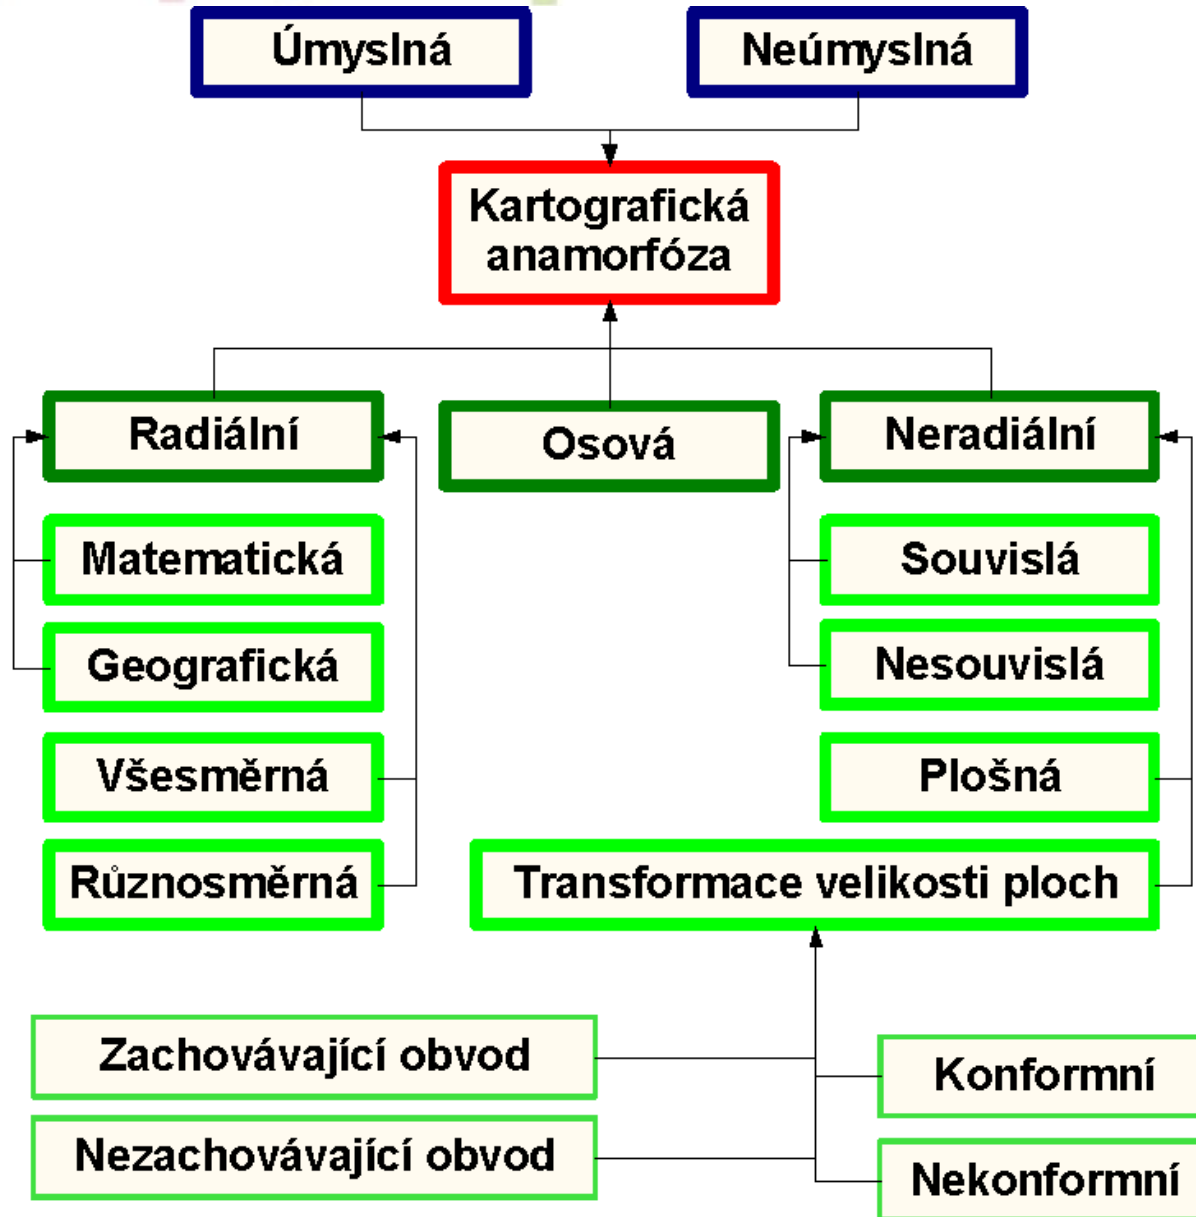 Úmyslná
Neúmyslná
Kartografická
anamorfóza
Radiální
Osová
Neradiální
Matematická
Souvislá
Geografická
Nesouvislá
Všesměrná
Plošná
Různosměrná
Transformace velikosti ploch
Zachovávající obvod
Konformní
Nezachovávající obvod
Nekonformní